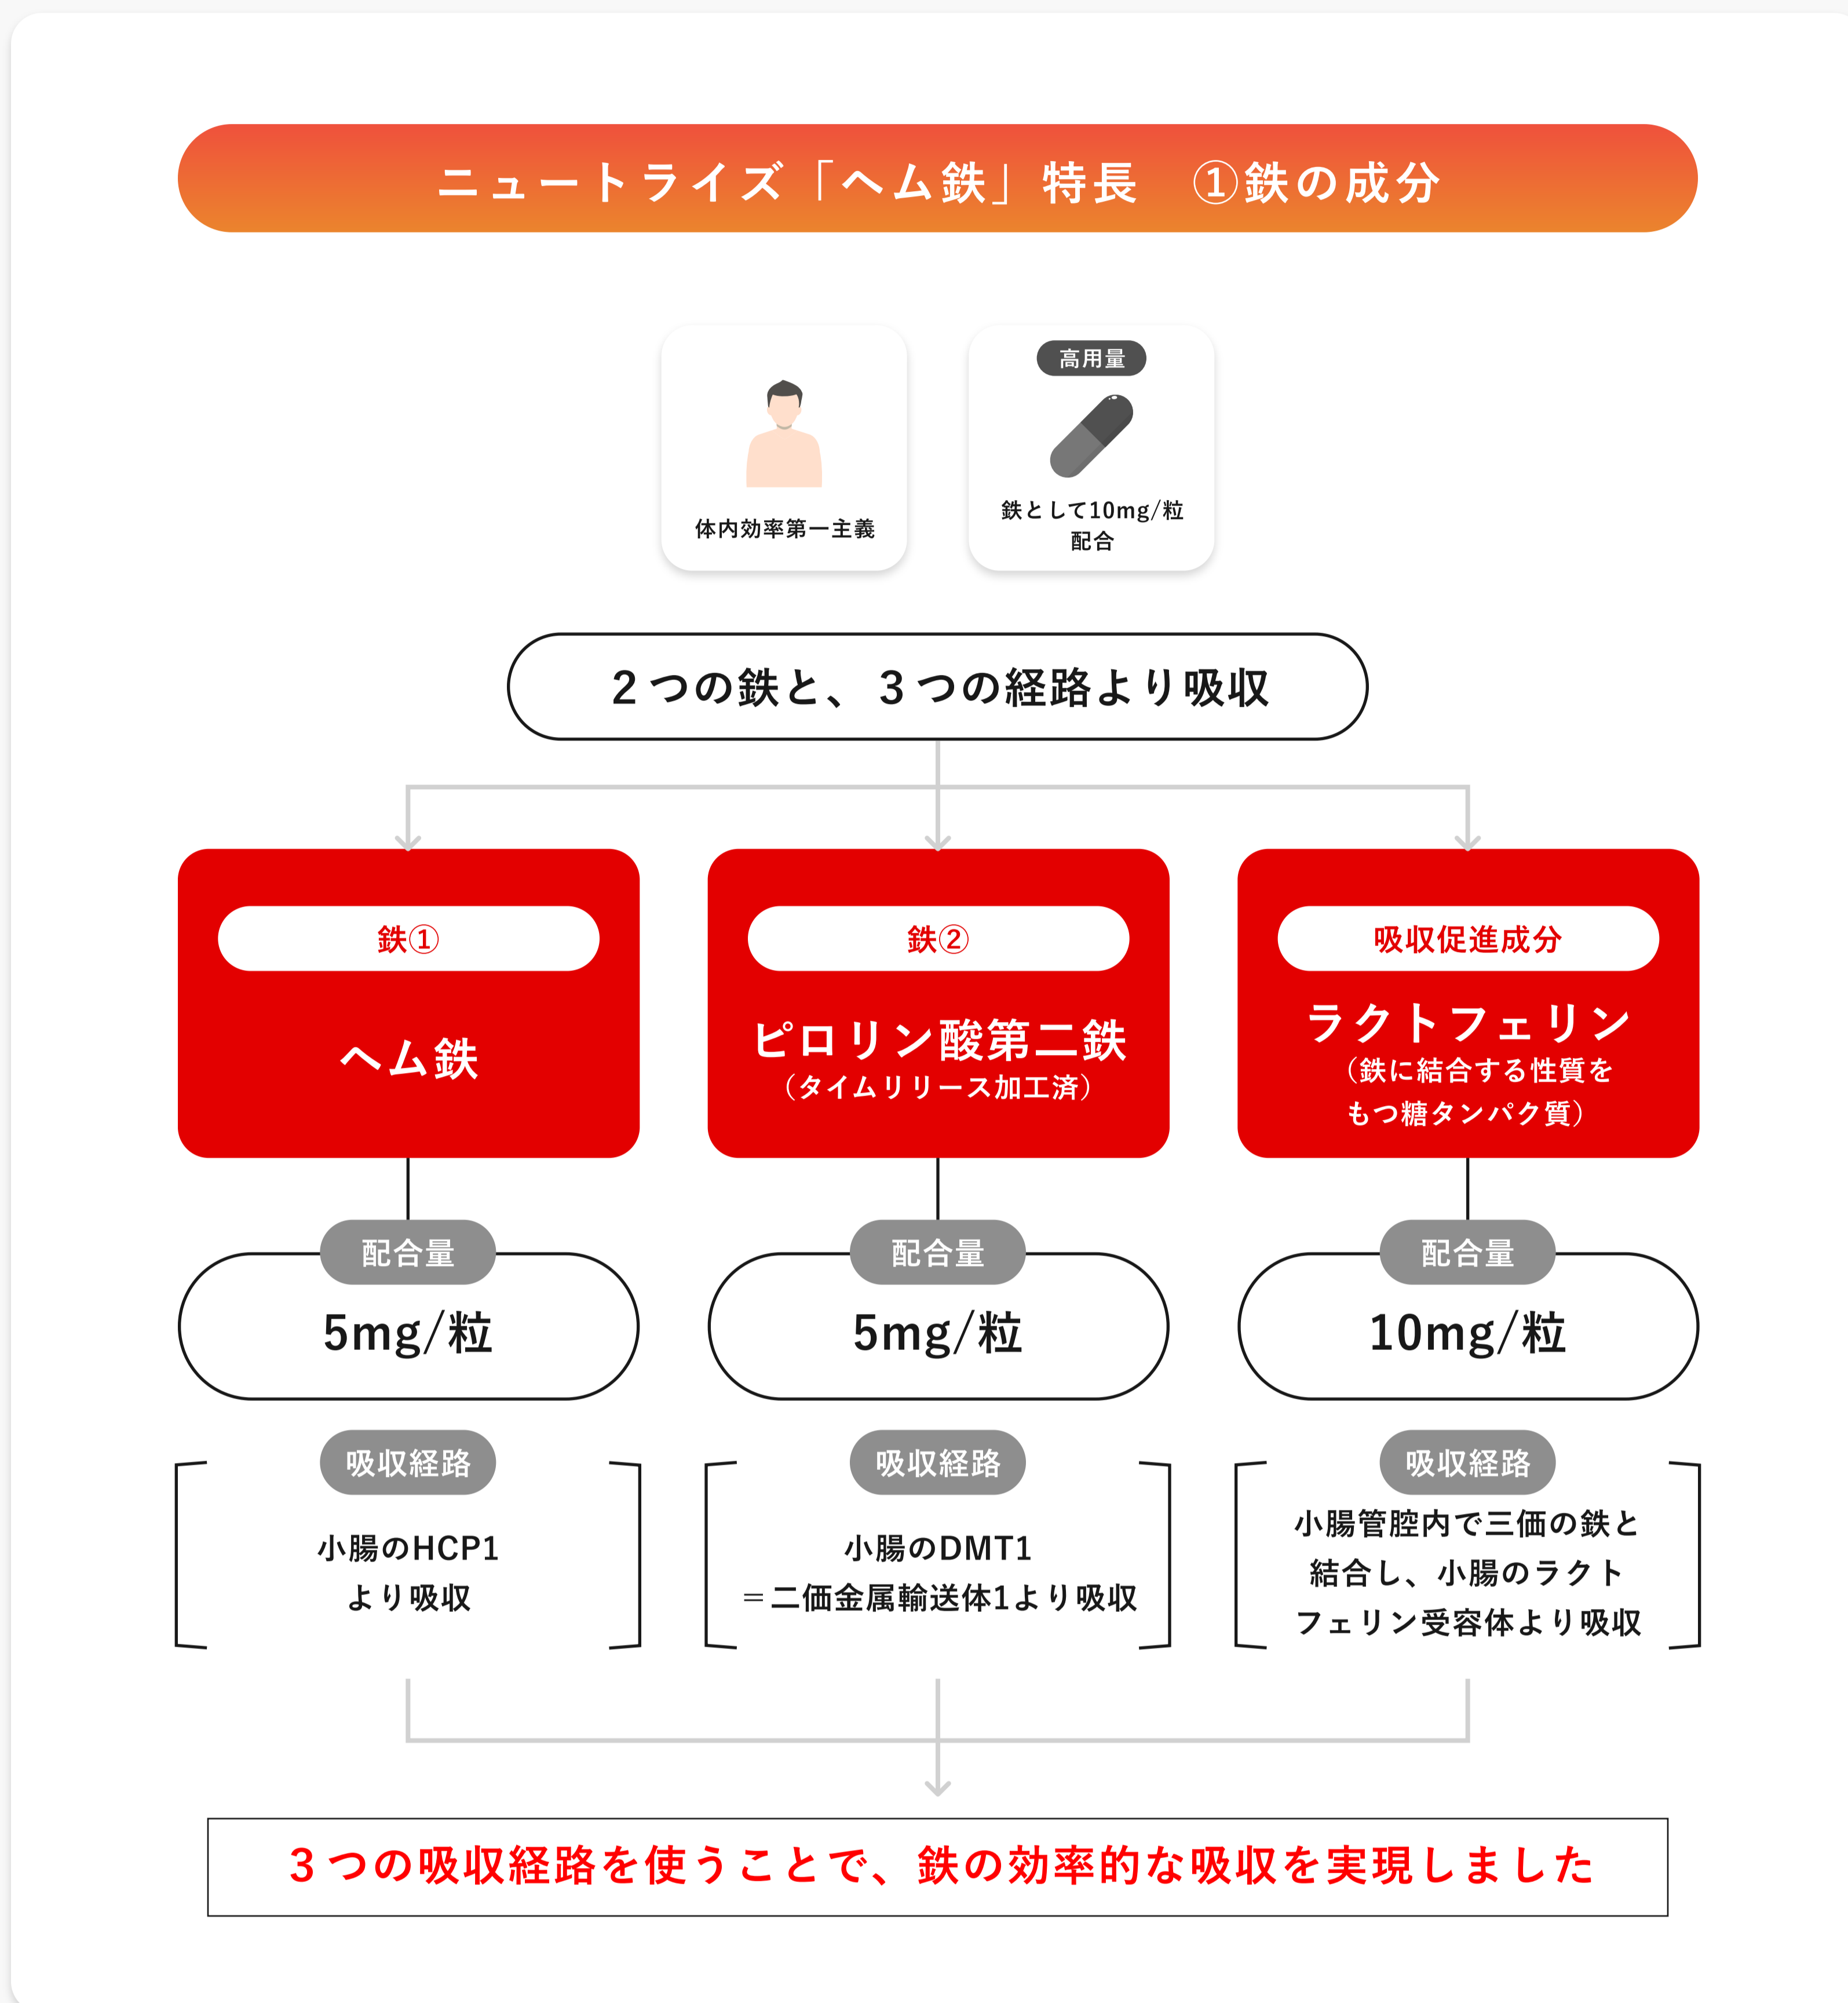 ニュートライズ「ヘム鉄」特長　①鉄の成分
高用量
体内効率第一主義
鉄として10mg/粒
配合
2つの鉄と、3つの経路より吸収
鉄①
ヘム鉄
配合量
5mg/粒
吸収経路
小腸のHCP1
より吸収
鉄②
ピロリン酸第二鉄
（タイムリリース加工済）
配合量
5mg/粒
吸収経路
小腸のDMT1
＝二価金属輸送体1より吸収
吸収促進成分
ラクトフェリン
（鉄に結合する性質を
もつ糖タンパク質）
配合量
10mg/粒
吸収経路
小腸管腔内で三価の鉄と
結合し、小腸のラクト
フェリン受容体より吸収
3つの吸収経路を使うことで、鉄の効率的な吸収を実現しました